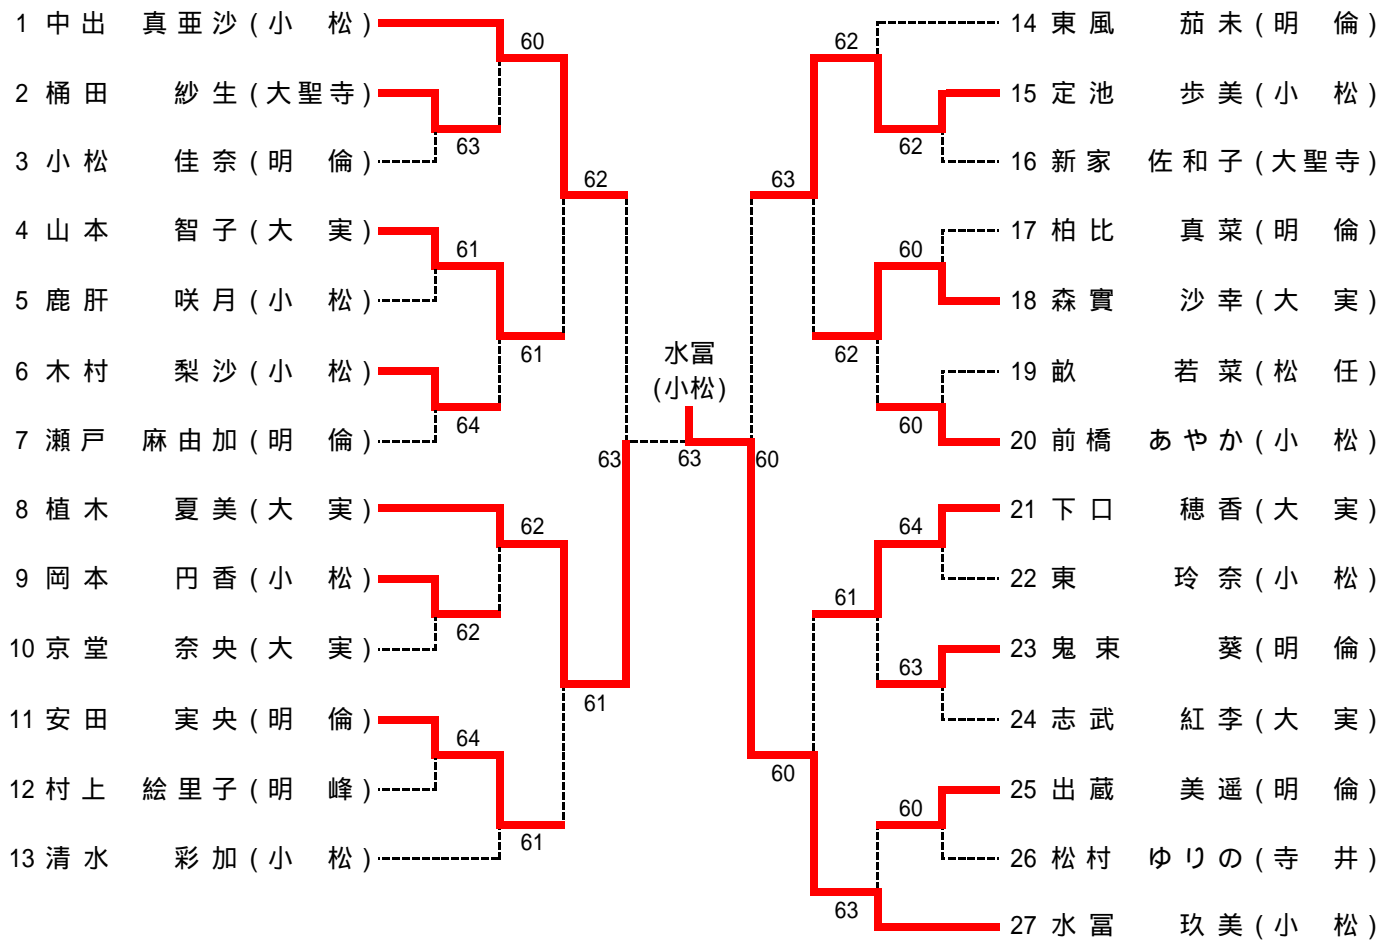 1 中出 真亜沙(小 松)
2 桶田 紗生(大聖寺)
3 小松 佳奈(明 倫)
4 山本 智子(大 実)
5 鹿肝 咲月(小 松)
6 木村 梨沙(小 松)
7 瀬戸 麻由加(明 倫)
8 植木 夏美(大 実)
9 岡本 円香(小 松)
10 京堂 奈央(大 実)
11 安田 実央(明 倫)
12 村上 絵里子(明 峰)
13 清水 彩加(小 松)
60
63
61
64
62
62
64
62
61
61
61
63
水冨
(小松)
63
60
63
60
62
62
61
63
62
60
60
64
63
60
14 東風 茄未(明 倫)
15 定池 歩美(小 松)
16 新家 佐和子(大聖寺)
17 柏比 真菜(明 倫)
18 森實 沙幸(大 実)
19 畝 若菜(松 任)
20 前橋 あやか(小 松)
21 下口 穂香(大 実)
22 東 玲奈(小 松)
23 鬼束 葵(明 倫)
24 志武 紅李(大 実)
25 出蔵 美遥(明 倫)
26 松村 ゆりの(寺 井)
27 水冨 玖美(小 松)